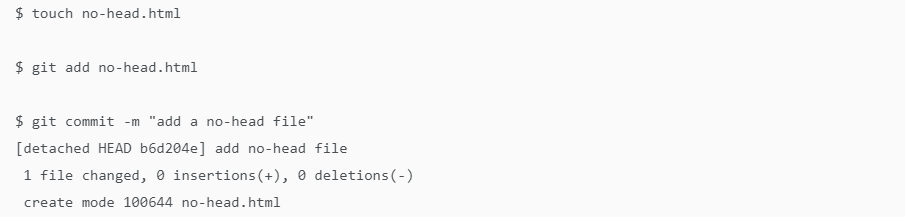 $ touch no-head.html
$ git add no-head.html
$ git commit -m "add a no-head file"
[detached HEAD b6d204e] add no-head file
1 file changed, 0 insertions(+), 0 deletions(-)
create mode 100644 no-head.html